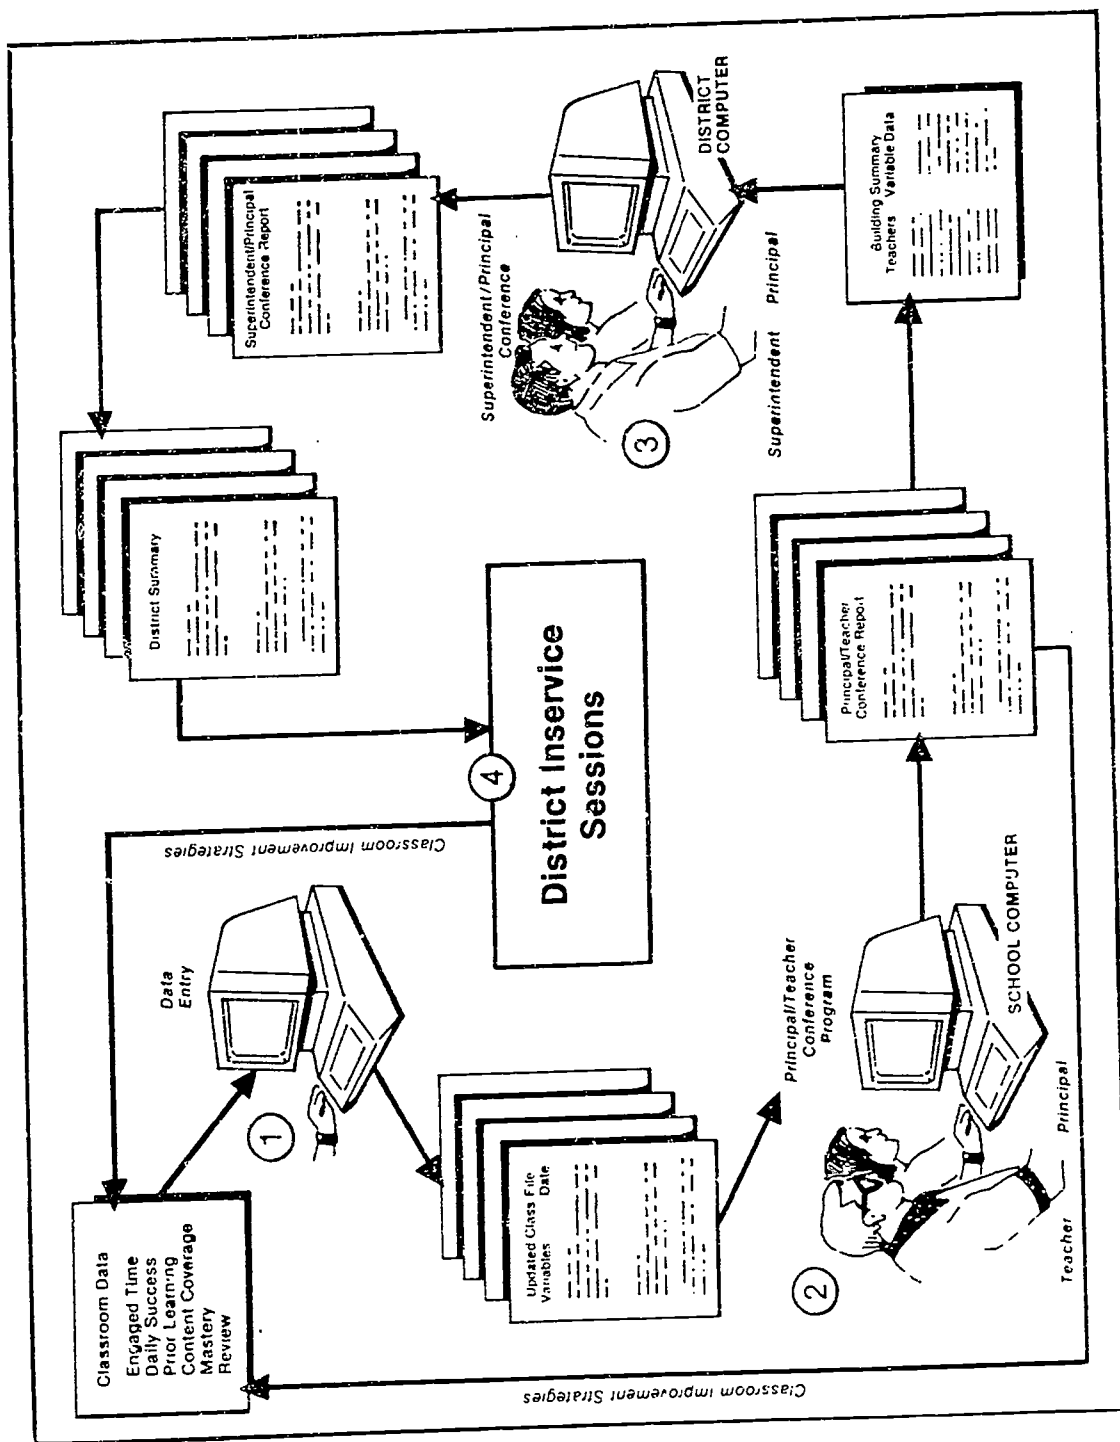 Classroom Data
Engaged Time
Daily Success
Prior Learning
Content Coverage
Mastery
Review
1
Data
Entry
Updated Class File
Variables Date
Principal/Teacher
Conference
Program
2
SCHOOL COMPUTER
Teacher Principal
Principal/Teacher
Conference Report
Classroom Improvement Strategies
Building Summary
Teachers Variable Data
DISTRICT
COMPUTER
3
Superintendent/Principal
Conference
Superintendent Principal
Superintendent/Principal
Conference Report
District Summary
4
District Inservice
Sessions
Classroom Improvement Strategies